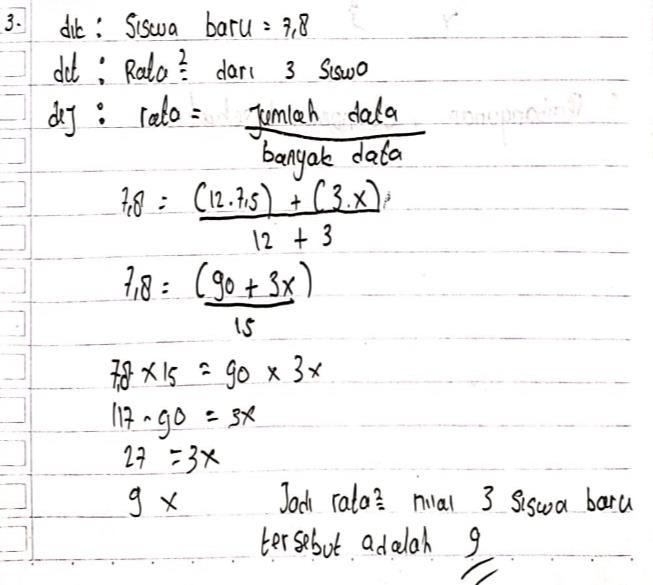 3. dik : Siswa baru = 7,8
dit : Rata² dari 3 siswa
dij : rata = jumlah data / banyak data
7,8 = (12.7,5) + (3.x) / 12 + 3
7,8 = (90 + 3x) / 15
7,8 x 15 = 90 x 3x
117 - 90 = 3x
27 = 3x
9 x Jadi rata² nilai 3 siswa baru
tersebut adalah 9